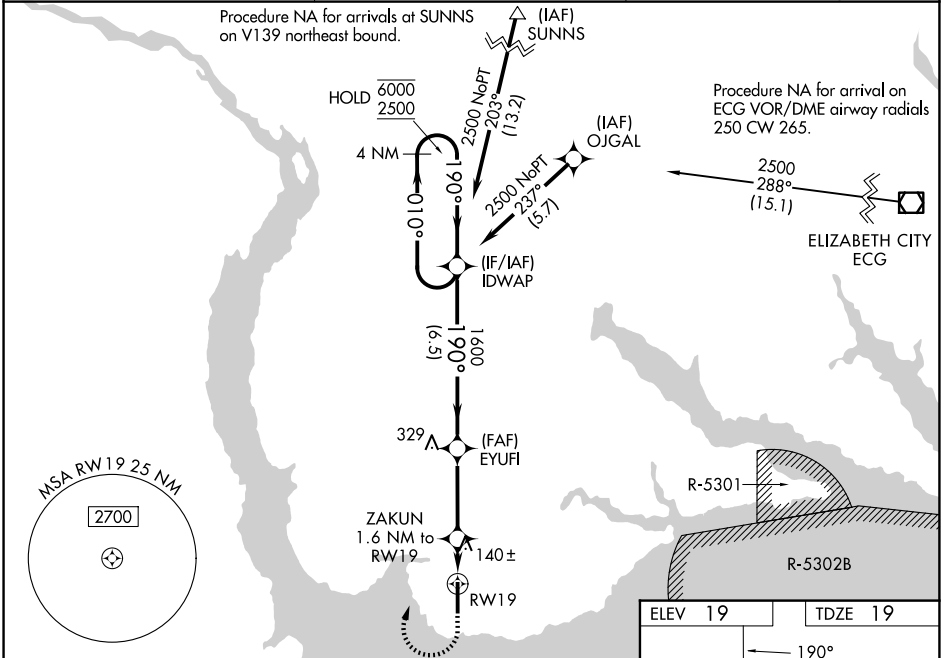 Procedure NA for arrivals at SUNNS
on V139 northeast bound.
(IAF)
SUNNS
HOLD
6000
2500
4 NM
2500 NoPT
203°
(13.2)
(IAF)
OJGAL
2500 NoPT
237°
(5.7)
Procedure NA for arrival on
ECG VOR/DME airway radials
250 CW 265.
2500
288°
(15.1)
ELIZABETH CITY
ECG
190°
010°
(IF/IAF)
IDWAP
1600
190°
(6.5)
329
(FAF)
EYUFI
MSA RW19 25 NM
2700
ZAKUN
1.6 NM to
RW19
140±
RW19
R-5301
R-5302B
ELEV 19
TDZE 19
190°